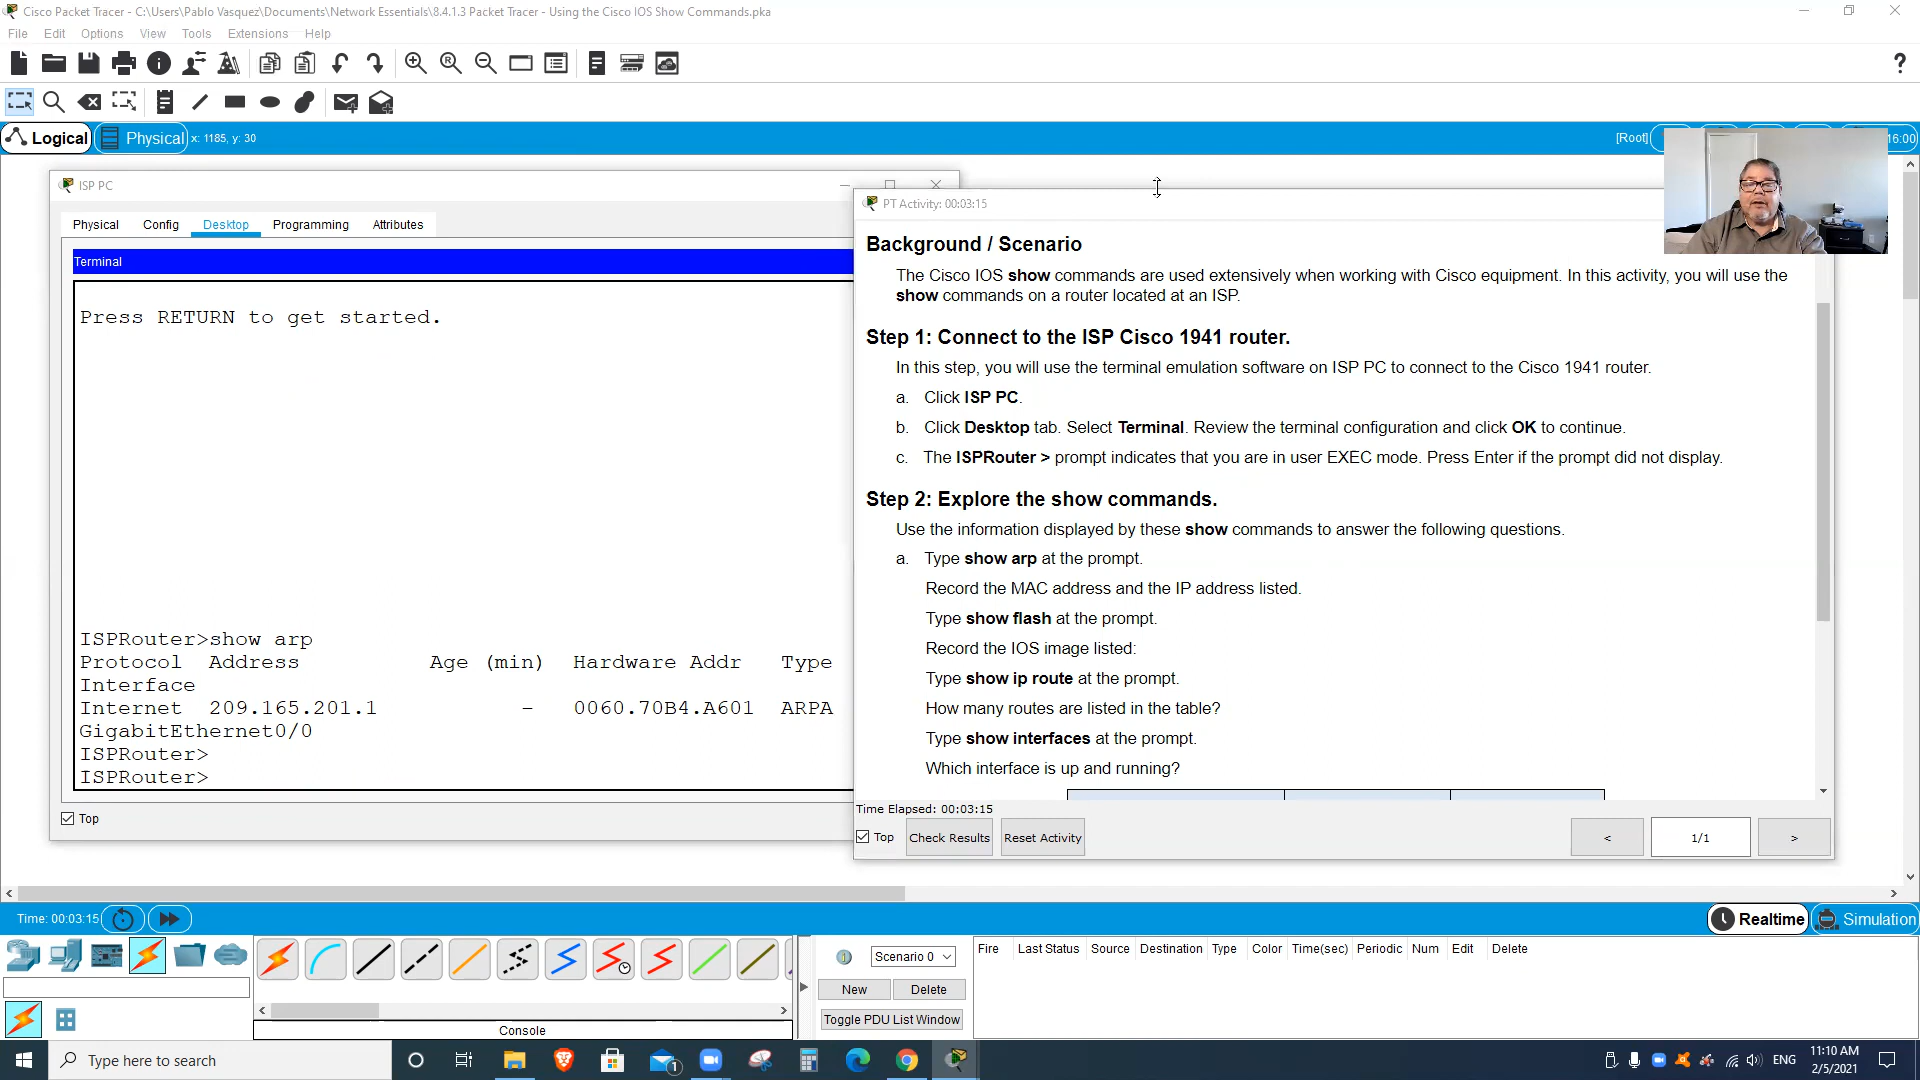 Cisco Packet Tracer - C:\Users\Pablo Vasquez\Documents\Network Essentials\8.4.1.3 Packet Tracer - Using the Cisco IOS Show Commands.pka
File Edit Options View Tools Extensions Help
Logical Physical x: 1185, y: 30 [Root] 16:00
ISP PC
Physical Config Desktop Programming Attributes
Terminal
Press RETURN to get started.
ISPRouter>show arp
Protocol Address Age (min) Hardware Addr Type
Interface
Internet 209.165.201.1 - 0060.70B4.A601 ARPA
GigabitEthernet0/0
ISPRouter>
ISPRouter>
Top
PT Activity: 00:03:15
Background / Scenario
The Cisco IOS show commands are used extensively when working with Cisco equipment. In this activity, you will use the
show commands on a router located at an ISP.
Step 1: Connect to the ISP Cisco 1941 router.
In this step, you will use the terminal emulation software on ISP PC to connect to the Cisco 1941 router.
a. Click ISP PC.
b. Click Desktop tab. Select Terminal. Review the terminal configuration and click OK to continue.
c. The ISPRouter > prompt indicates that you are in user EXEC mode. Press Enter if the prompt did not display.
Step 2: Explore the show commands.
Use the information displayed by these show commands to answer the following questions.
a. Type show arp at the prompt.
Record the MAC address and the IP address listed.
Type show flash at the prompt.
Record the IOS image listed:
Type show ip route at the prompt.
How many routes are listed in the table?
Type show interfaces at the prompt.
Which interface is up and running?
Time Elapsed: 00:03:15
Top Check Results Reset Activity < 1/1 >
Time: 00:03:15 Realtime Simulation
Scenario 0
New Delete
Toggle PDU List Window
Fire Last Status Source Destination Type Color Time(sec) Periodic Num Edit Delete
Console
Type here to search
1
ENG
11:10 AM
2/5/2021